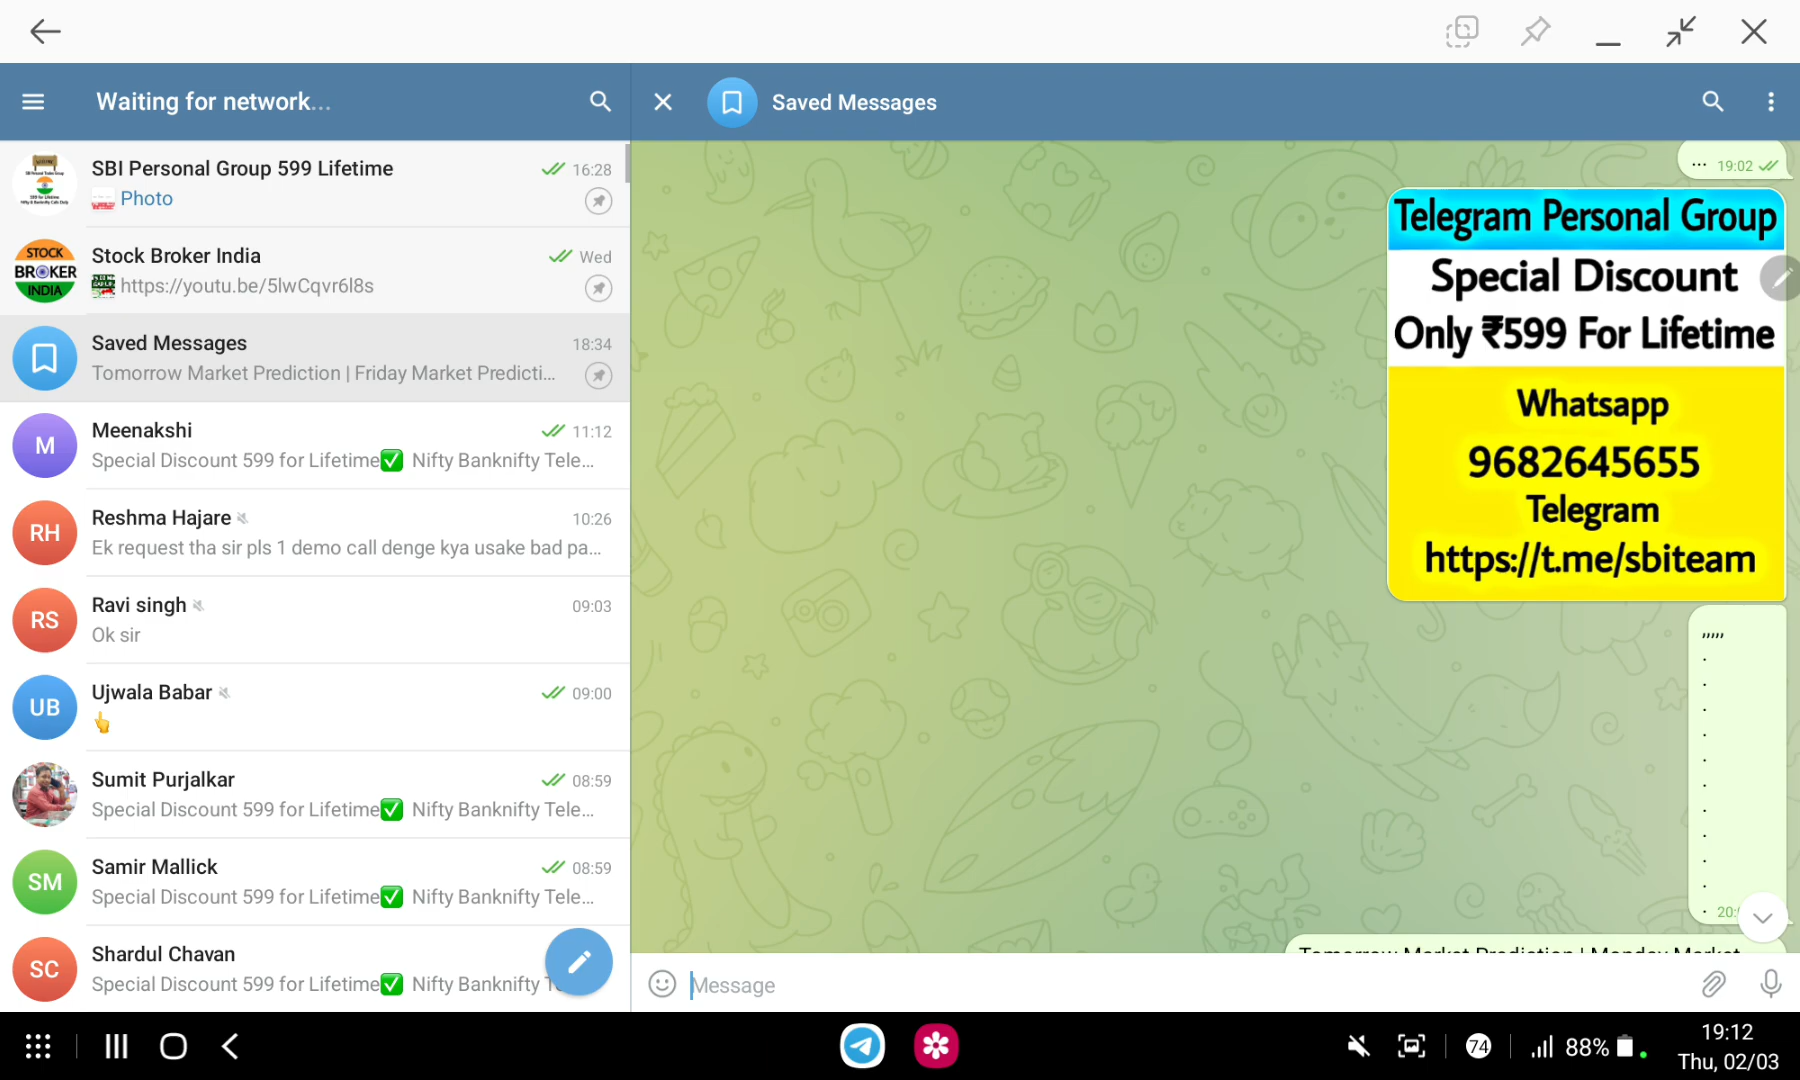 Waiting for network...
Saved Messages
SBI Personal Group 599 Lifetime
16:28
Photo
STOCK
BROKER
INDIA
Stock Broker India
Wed
https://youtu.be/5lwCqvr6l8s
Saved Messages
18:34
Tomorrow Market Prediction | Friday Market Predicti...
M
Meenakshi
11:12
Special Discount 599 for Lifetime✅ Nifty Banknifty Tele...
RH
Reshma Hajare
10:26
Ek request tha sir pls 1 demo call denge kya usake bad pa...
RS
Ravi singh
09:03
Ok sir
UB
Ujwala Babar
09:00
👆
Sumit Purjalkar
08:59
Special Discount 599 for Lifetime✅ Nifty Banknifty Tele...
SM
Samir Mallick
08:59
Special Discount 599 for Lifetime✅ Nifty Banknifty Tele...
SC
Shardul Chavan
Special Discount 599 for Lifetime✅ Nifty Banknifty
... 19:02
Telegram Personal Group
Special Discount
Only ₹599 For Lifetime
Whatsapp
9682645655
Telegram
https://t.me/sbiteam
,,,,,
.
.
.
.
.
.
.
.
.
.
. 20:
Tomorrow Market Prediction | Monday Market
Message
74
88%
19:12
Thu, 02/03